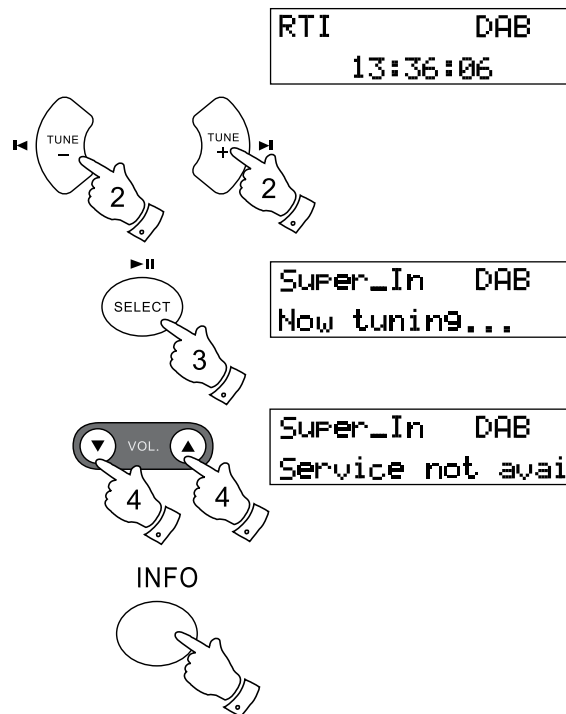 RTI DAB
13:36:06
TUNE
−
2
TUNE
+
2
SELECT
3
Super_In DAB
Now tuning...
VOL.
4
4
Super_In DAB
Service not avai
INFO